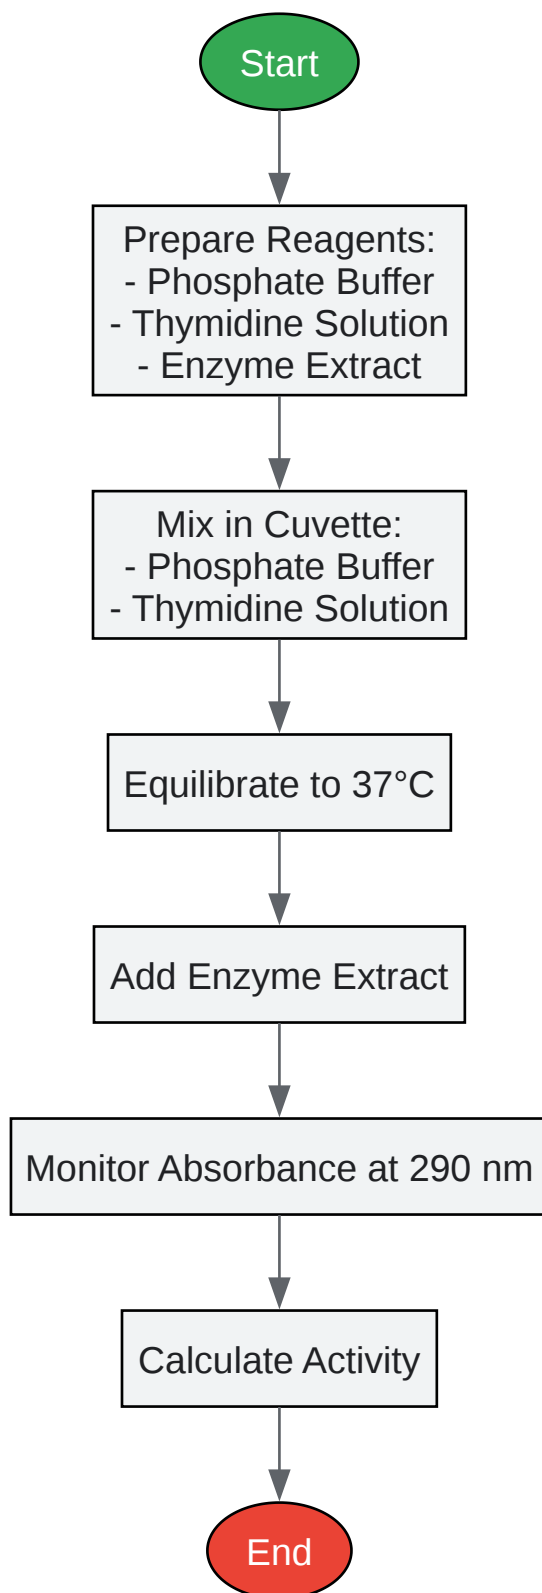 Start
Prepare Reagents:
- Phosphate Buffer
- Thymidine Solution
- Enzyme Extract
Mix in Cuvette:
- Phosphate Buffer
- Thymidine Solution
Equilibrate to 37°C
Add Enzyme Extract
Monitor Absorbance at 290 nm
Calculate Activity
End